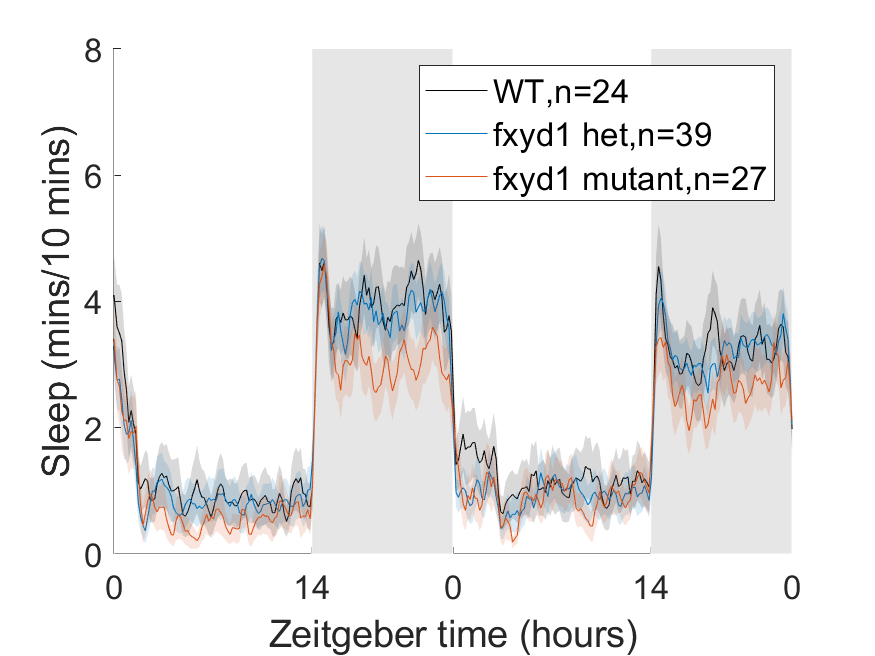 8
6
4
2
0
Sleep (mins/10 mins)
WT,n=24
fxyd1 het,n=39
fxyd1 mutant,n=27
0 14 0 14 0
Zeitgeber time (hours)